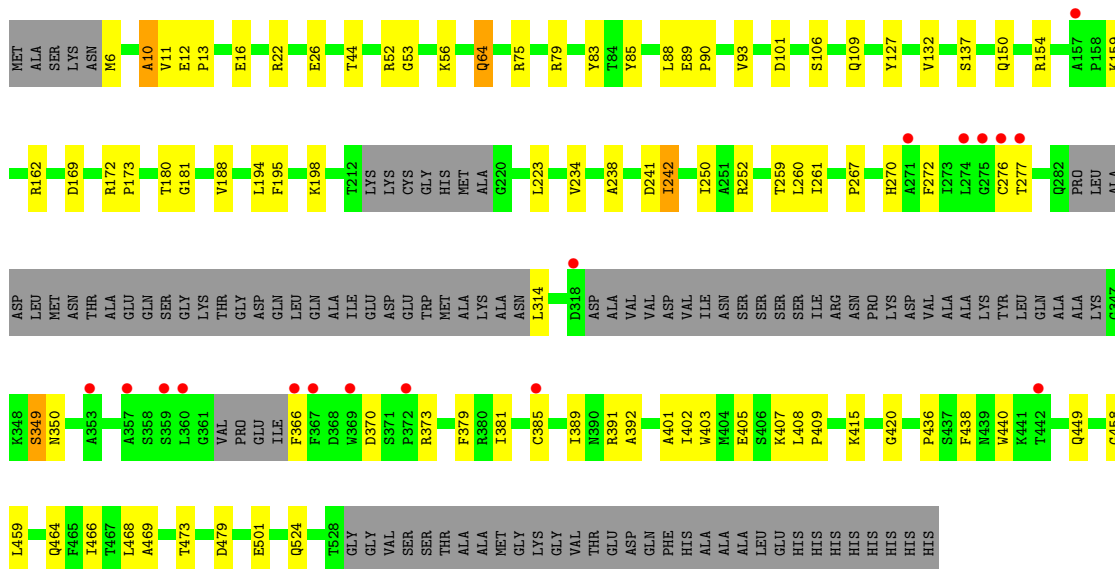 MET ALA SER LYS ASN M6 A10 V11 E12 P13 E16 R22 E26 T44 R52 G53 K56 Q64 R75 R79 Y83 T84 Y85 L88 E89 P90 V93 D101 S106 Q109 Y127 V132 S137 Q150 R154 A157 P158 K159
R162 D169 R172 P173 T180 G181 V188 L194 F195 K198 T212 LYS LYS CYS GLY HIS MET ALA G220 L223 V234 A238 D241 I242 I250 A251 R252 T259 L260 I261 P267 H270 A271 F272 I273 L274 G275 G276 T277 Q282 PRO LEU ALA
ASP LEU MET ASN THR ALA GLU GLN SER GLY LYS THR GLY ASP GLN LEU GLN ALA ILE GLU ASP GLU TRP MET ALA LYS ALA ASN L314 D318 ASP ALA VAL VAL ASP VAL ILE ASN SER SER SER SER ILE ARG ASN PRO LYS ASP VAL ALA ALA LYS TYR LEU GLN ALA ALA LYS G347
K348 S349 N350 A353 A357 S358 S359 L360 G361 VAL PRO GLU ILE F366 F367 D368 W369 D370 S371 P372 R373 F379 R380 I381 C385 I389 N390 R391 A392 A401 I402 W403 M404 E405 S406 K407 L408 P409 K415 G420 P436 S437 F438 N439 W440 K441 T442 Q449 G458
L459 Q464 F465 I466 T467 L468 A469 T473 D479 E501 Q524 T528 GLY GLY VAL SER SER THR ALA ALA MET GLY LYS GLY VAL THR GLU ASP GLN PHE HIS ALA ALA ALA LEU GLU HIS HIS HIS HIS HIS HIS HIS HIS